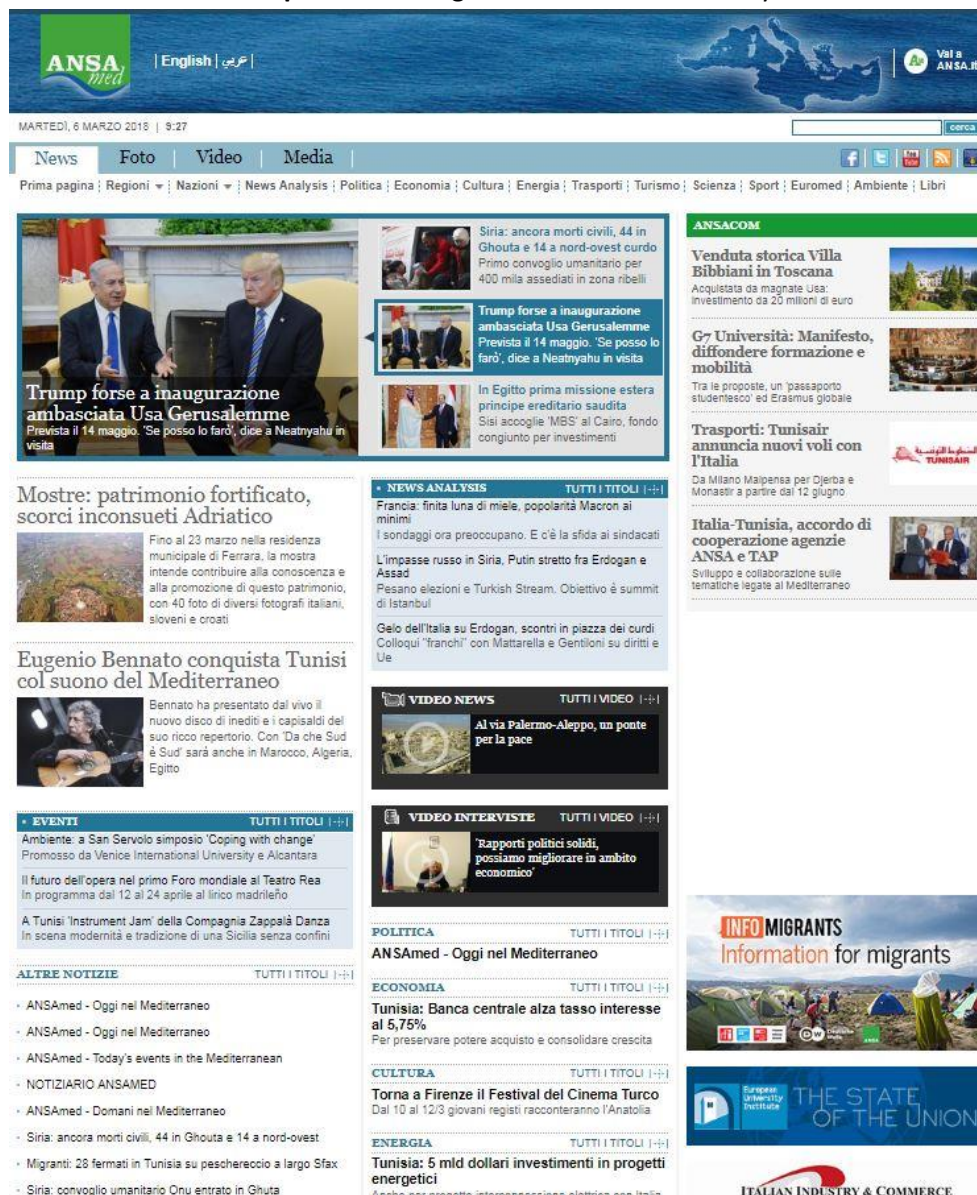 ANSA
med
| English | عربي |
Vai a
ANSA.it
MARTEDÌ, 6 MARZO 2018 | 9:27
cerca
News
Foto
Video
Media
Prima pagina
Regioni
Nazioni
News Analysis
Politica
Economia
Cultura
Energia
Trasporti
Turismo
Scienza
Sport
Euromed
Ambiente
Libri
Trump forse a inaugurazione
ambasciata Usa Gerusalemme
Prevista il 14 maggio. 'Se posso lo farò', dice a Neatnyahu in
visita
Siria: ancora morti civili, 44 in
Ghouta e 14 a nord-ovest curdo
Primo convoglio umanitario per
400 mila assediati in zona ribelli
Trump forse a inaugurazione
ambasciata Usa Gerusalemme
Prevista il 14 maggio. 'Se posso lo
farò', dice a Neatnyahu in visita
In Egitto prima missione estera
principe ereditario saudita
Sisi accoglie 'MBS' al Cairo, fondo
congiunto per investimenti
Mostre: patrimonio fortificato,
scorci inconsueti Adriatico
Fino al 23 marzo nella residenza
municipale di Ferrara, la mostra
intende contribuire alla conoscenza e
alla promozione di questo patrimonio,
con 40 foto di diversi fotografi italiani,
sloveni e croati
Eugenio Bennato conquista Tunisi
col suono del Mediterraneo
Bennato ha presentato dal vivo il
nuovo disco di inediti e i capisaldi del
suo ricco repertorio. Con 'Da che Sud
è Sud' sarà anche in Marocco, Algeria,
Egitto
EVENTI
TUTTI I TITOLI
Ambiente: a San Servolo simposio 'Coping with change'
Promosso da Venice International University e Alcantara
Il futuro dell'opera nel primo Foro mondiale al Teatro Rea
In programma dal 12 al 24 aprile al lirico madrileño
A Tunisi 'Instrument Jam' della Compagnia Zappalà Danza
In scena modernità e tradizione di una Sicilia senza confini
ALTRE NOTIZIE
TUTTI I TITOLI
ANSAmed - Oggi nel Mediterraneo
ANSAmed - Oggi nel Mediterraneo
ANSAmed - Today's events in the Mediterranean
NOTIZIARIO ANSAMED
ANSAmed - Domani nel Mediterraneo
Siria: ancora morti civili, 44 in Ghouta e 14 a nord-ovest
Migranti: 28 fermati in Tunisia su peschereccio a largo Sfax
Siria: convoglio umanitario Onu entrato in Ghuta
NEWS ANALYSIS
TUTTI I TITOLI
Francia: finita luna di miele, popolarità Macron ai
minimi
I sondaggi ora preoccupano. E c'è la sfida ai sindacati
L'impasse russo in Siria, Putin stretto fra Erdogan e
Assad
Pesano elezioni e Turkish Stream. Obiettivo è summit
di Istanbul
Gelo dell'Italia su Erdogan, scontri in piazza dei curdi
Colloqui "franchi" con Mattarella e Gentiloni su diritti e
Ue
VIDEO NEWS
TUTTI I VIDEO
Al via Palermo-Aleppo, un ponte
per la pace
VIDEO INTERVISTE
TUTTI I VIDEO
'Rapporti politici solidi,
possiamo migliorare in ambito
economico'
POLITICA
TUTTI I TITOLI
ANSAmed - Oggi nel Mediterraneo
ECONOMIA
TUTTI I TITOLI
Tunisia: Banca centrale alza tasso interesse
al 5,75%
Per preservare potere acquisto e consolidare crescita
CULTURA
TUTTI I TITOLI
Torna a Firenze il Festival del Cinema Turco
Dal 10 al 12/3 giovani registi racconteranno l'Anatolia
ENERGIA
TUTTI I TITOLI
Tunisia: 5 mld dollari investimenti in progetti
energetici
Anche per progetto interconnessione elettrica con Italia
ANSACOM
Venduta storica Villa
Bibbiani in Toscana
Acquistata da magnate Usa:
investimento da 20 milioni di euro
G7 Università: Manifesto,
diffondere formazione e
mobilità
Tra le proposte, un 'passaporto
studentesco' ed Erasmus globale
Trasporti: Tunisair
annuncia nuovi voli con
l'Italia
Da Milano Malpensa per Djerba e
Monastir a partire dal 12 giugno
TUNISAIR
Italia-Tunisia, accordo di
cooperazione agenzie
ANSA e TAP
Sviluppo e collaborazione sulle
tematiche legate al Mediterraneo
INFO MIGRANTS
Information for migrants
DW
European
University
Institute
THE STATE
OF THE UNION
ITALIAN INDUSTRY & COMMERCE